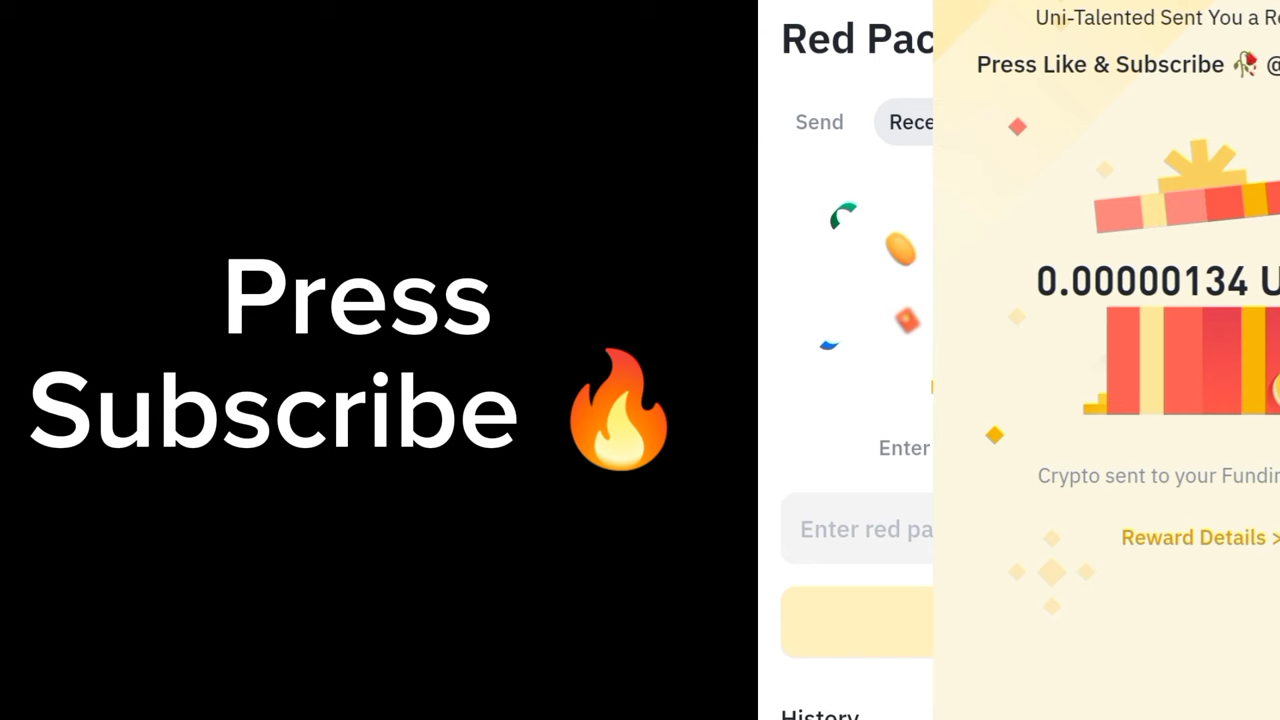 Press
Subscribe 🔥
Red Pac
Send
Rece
Enter
Enter red pa
History
Uni-Talented Sent You a Re
Press Like & Subscribe 🥀 @
0.00000134 U
Crypto sent to your Fundin
Reward Details >